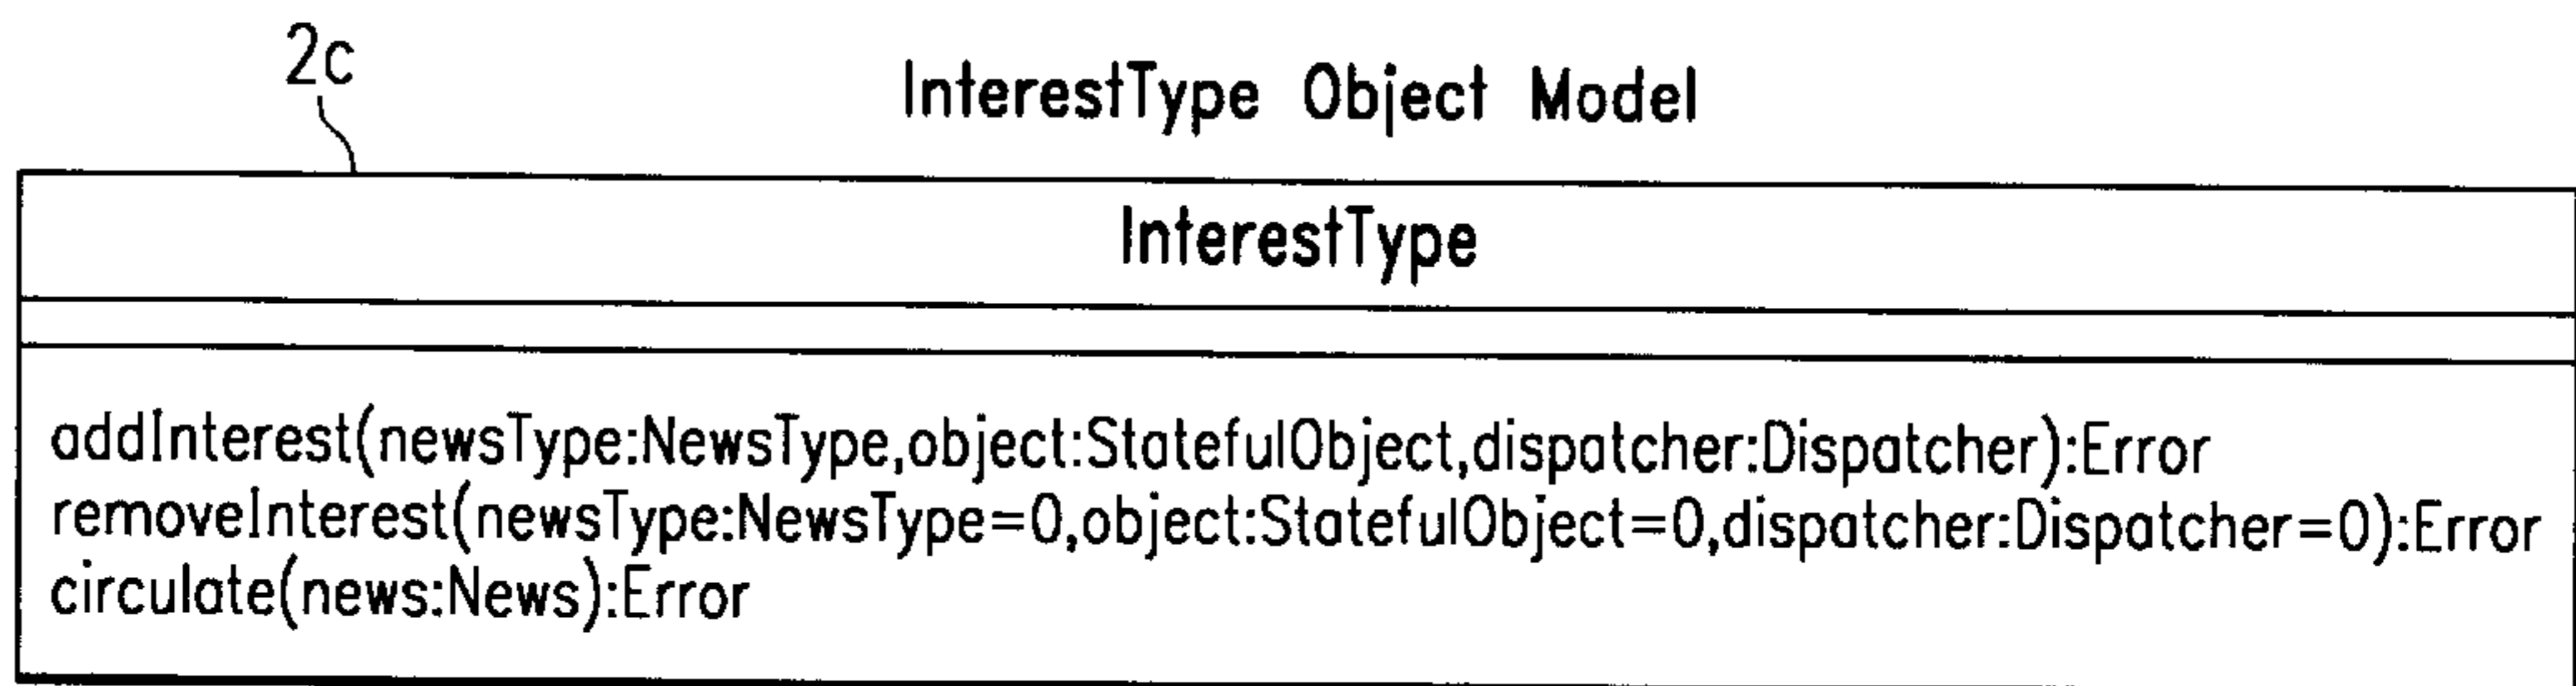 2c
InterestType Object Model
InterestType
addInterest(newsType:NewsType,object:StatefulObject,dispatcher:Dispatcher):Error
removeInterest(newsType:NewsType=0,object:StatefulObject=0,dispatcher:Dispatcher=0):Error
circulate(news:News):Error